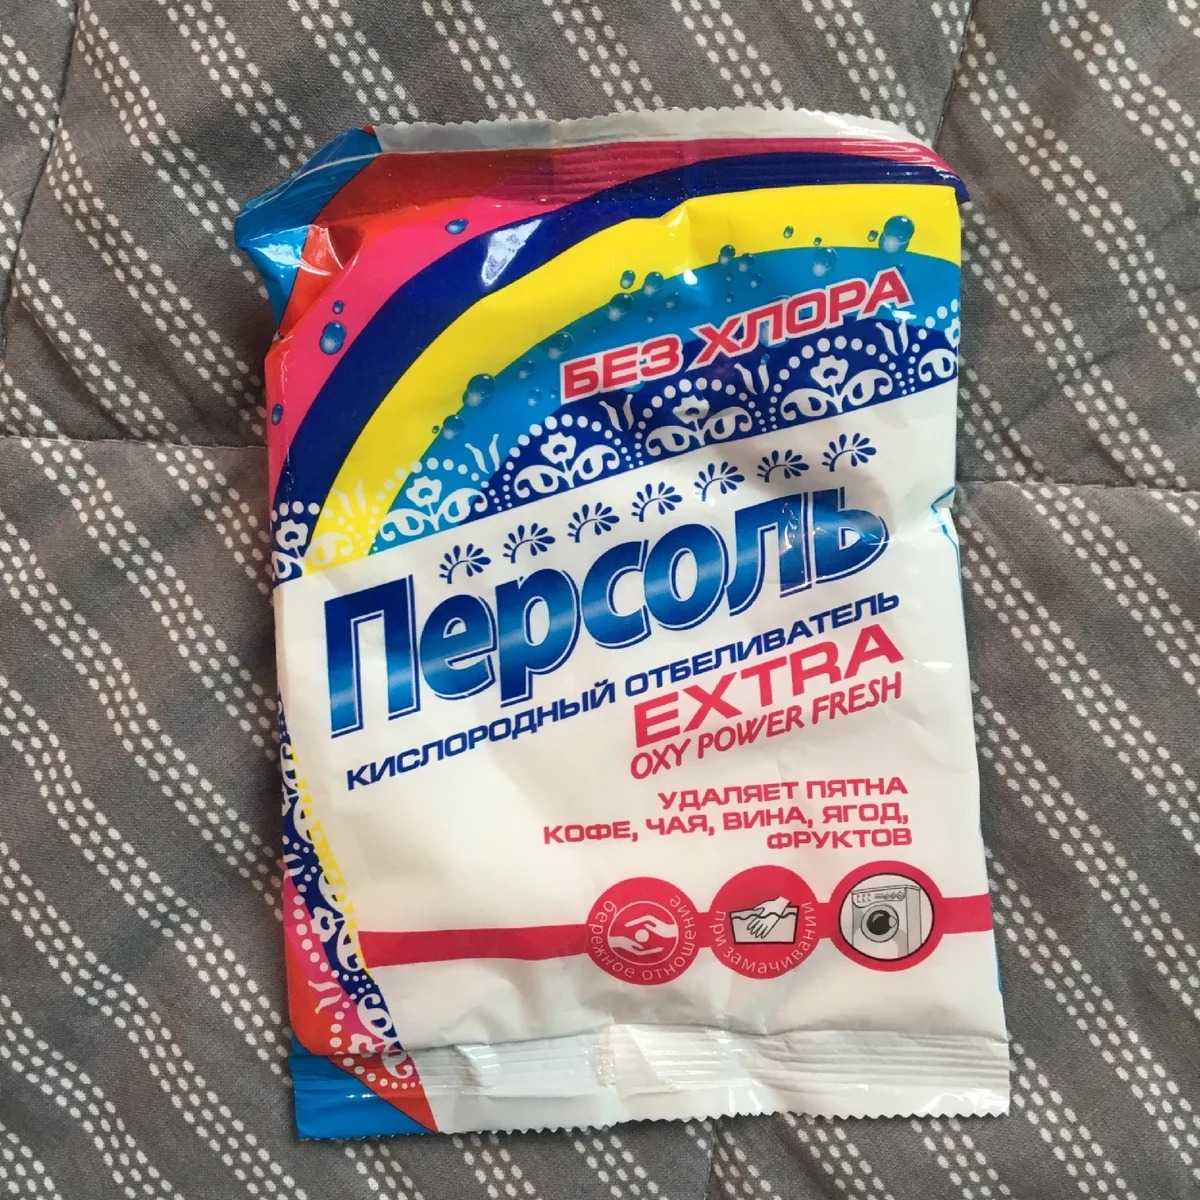 БЕЗ ХЛОРА
Персоль
КИСЛОРОДНЫЙ ОТБЕЛИВАТЕЛЬ
EXTRA
OXY POWER FRESH
УДАЛЯЕТ ПЯТНА
КОФЕ, ЧАЯ, ВИНА, ЯГОД,
ФРУКТОВ
бережное отношение
при замачивании